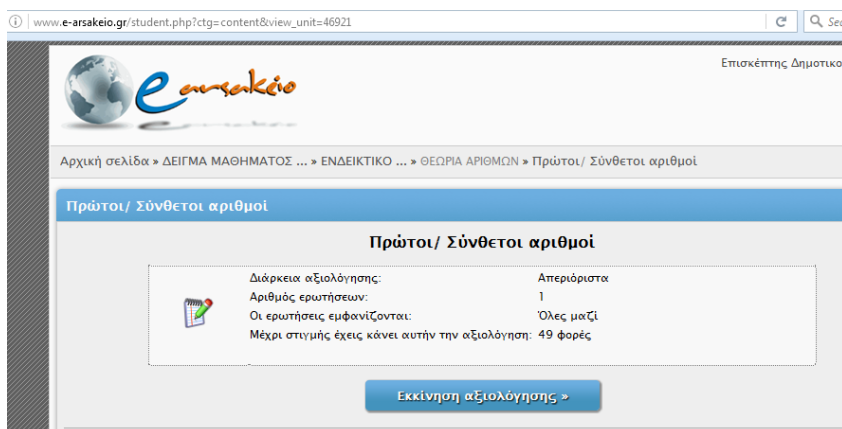 www.e-arsakeio.gr/student.php?ctg=content&view_unit=46921
e arsakeio
Επισκέπτης Δημοτικο
Αρχική σελίδα » ΔΕΙΓΜΑ ΜΑΘΗΜΑΤΟΣ ... » ΕΝΔΕΙΚΤΙΚΟ ... » ΘΕΩΡΙΑ ΑΡΙΘΜΩΝ » Πρώτοι/ Σύνθετοι αριθμοί
Πρώτοι/ Σύνθετοι αριθμοί
Πρώτοι/ Σύνθετοι αριθμοί
Διάρκεια αξιολόγησης: Απεριόριστα
Αριθμός ερωτήσεων: 1
Οι ερωτήσεις εμφανίζονται: Όλες μαζί
Μέχρι στιγμής έχεις κάνει αυτήν την αξιολόγηση: 49 φορές
Εκκίνηση αξιολόγησης »